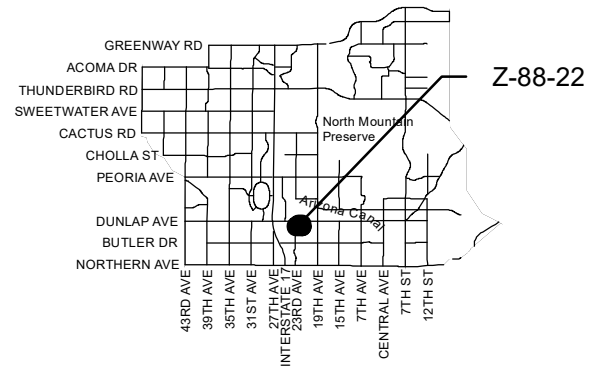 GREENWAY RD
ACOMA DR
THUNDERBIRD RD
SWEETWATER AVE
CACTUS RD
CHOLLA ST
PEORIA AVE
DUNLAP AVE
BUTLER DR
NORTHERN AVE
Z-88-22
North Mountain
Preserve
Arizona Canal
43RD AVE
39TH AVE
35TH AVE
31ST AVE
27TH AVE
INTERSTATE 17
23RD AVE
19TH AVE
15TH AVE
7TH AVE
CENTRAL AVE
7TH ST
12TH ST